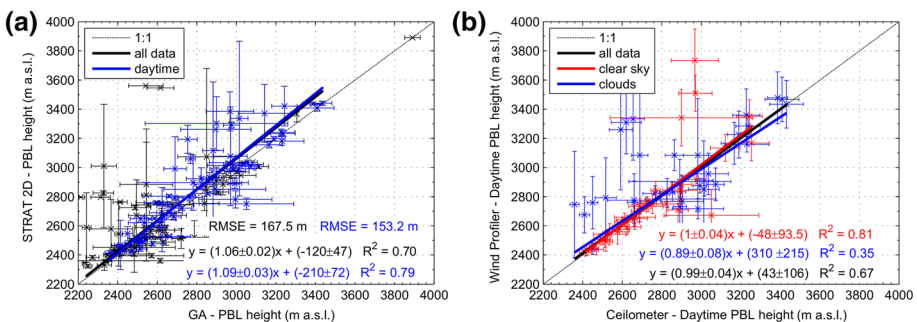 (a)
4000
3800
3600
3400
3200
3000
2800
2600
2400
2200
STRAT 2D - PBL height (m a.s.l.)
1:1
all data
daytime
RMSE = 167.5 m RMSE = 153.2 m
y = (1.06±0.02)x + (-120±47) R² = 0.70
y = (1.09±0.03)x + (-210±72) R² = 0.79
2200 2400 2600 2800 3000 3200 3400 3600 3800 4000
GA - PBL height (m a.s.l.)
(b)
4000
3800
3600
3400
3200
3000
2800
2600
2400
2200
Wind Profiler - Daytime PBL height (m a.s.l.)
1:1
all data
clear sky
clouds
y = (1±0.04)x + (-48±93.5) R² = 0.81
y = (0.89±0.08)x + (310 ±215) R² = 0.35
y = (0.99±0.04)x + (43±106) R² = 0.67
2200 2400 2600 2800 3000 3200 3400 3600 3800 4000
Ceilometer - Daytime PBL height (m a.s.l.)